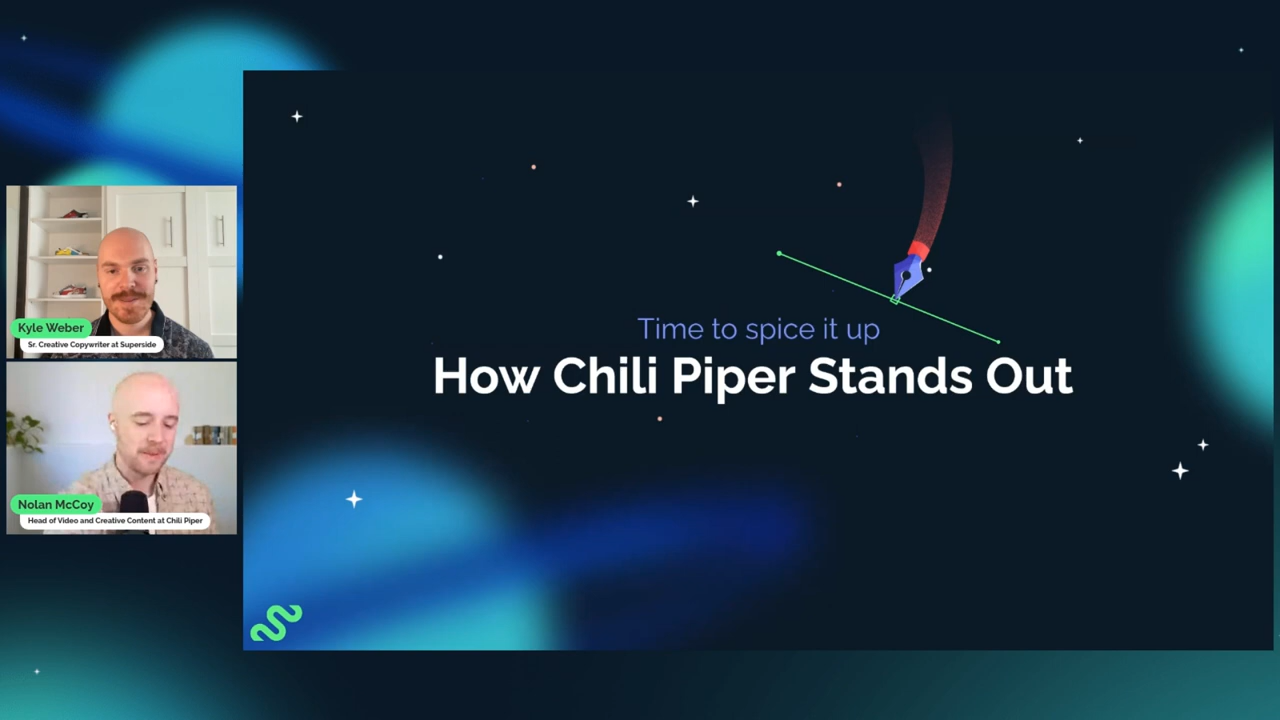 Kyle Weber
Sr. Creative Copywriter at Superside
Nolan McCoy
Head of Video and Creative Content at Chili Piper
Time to spice it up
How Chili Piper Stands Out